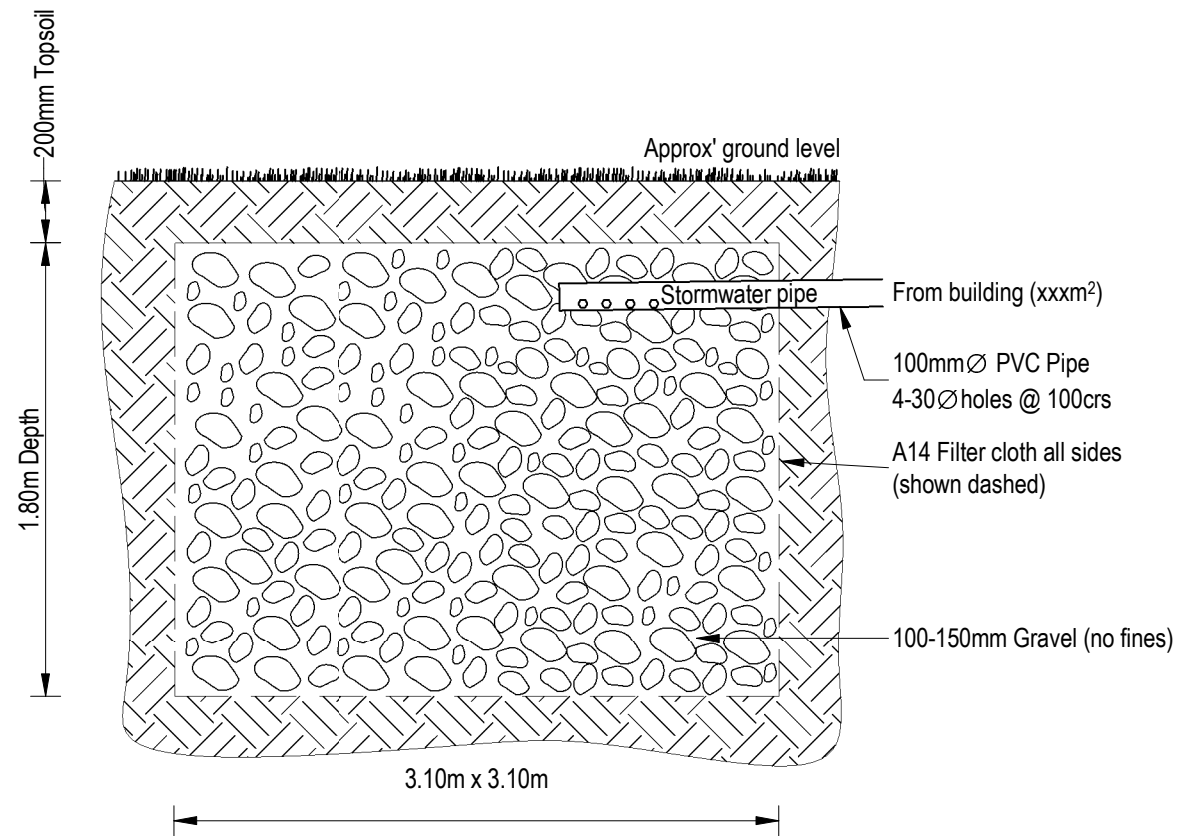 200mm Topsoil
Approx' ground level
Stormwater pipe
From building (xxxm²)
100mm∅ PVC Pipe
4-30∅ holes @ 100crs
A14 Filter cloth all sides
(shown dashed)
1.80m Depth
100-150mm Gravel (no fines)
3.10m x 3.10m